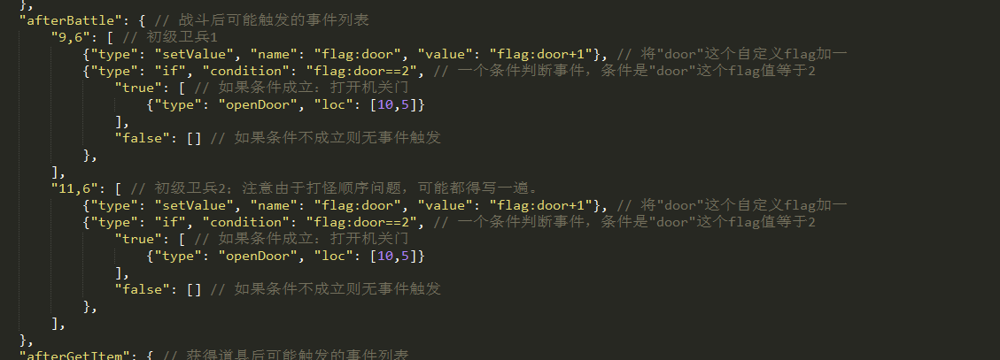 },
"afterBattle": { // 战斗后可能触发的事件列表
"9,6": [ // 初级卫兵1
{"type": "setValue", "name": "flag:door", "value": "flag:door+1"}, // 将"door"这个自定义flag加一
{"type": "if", "condition": "flag:door==2", // 一个条件判断事件，条件是"door"这个flag值等于2
"true": [ // 如果条件成立：打开机关门
{"type": "openDoor", "loc": [10,5]}
],
"false": [] // 如果条件不成立则无事件触发
},
],
"11,6": [ // 初级卫兵2；注意由于打怪顺序问题，可能都得写一遍。
{"type": "setValue", "name": "flag:door", "value": "flag:door+1"}, // 将"door"这个自定义flag加一
{"type": "if", "condition": "flag:door==2", // 一个条件判断事件，条件是"door"这个flag值等于2
"true": [ // 如果条件成立：打开机关门
{"type": "openDoor", "loc": [10,5]}
],
"false": [] // 如果条件不成立则无事件触发
},
],
},
"afterGetItem": { // 获得道具后可能触发的事件列表